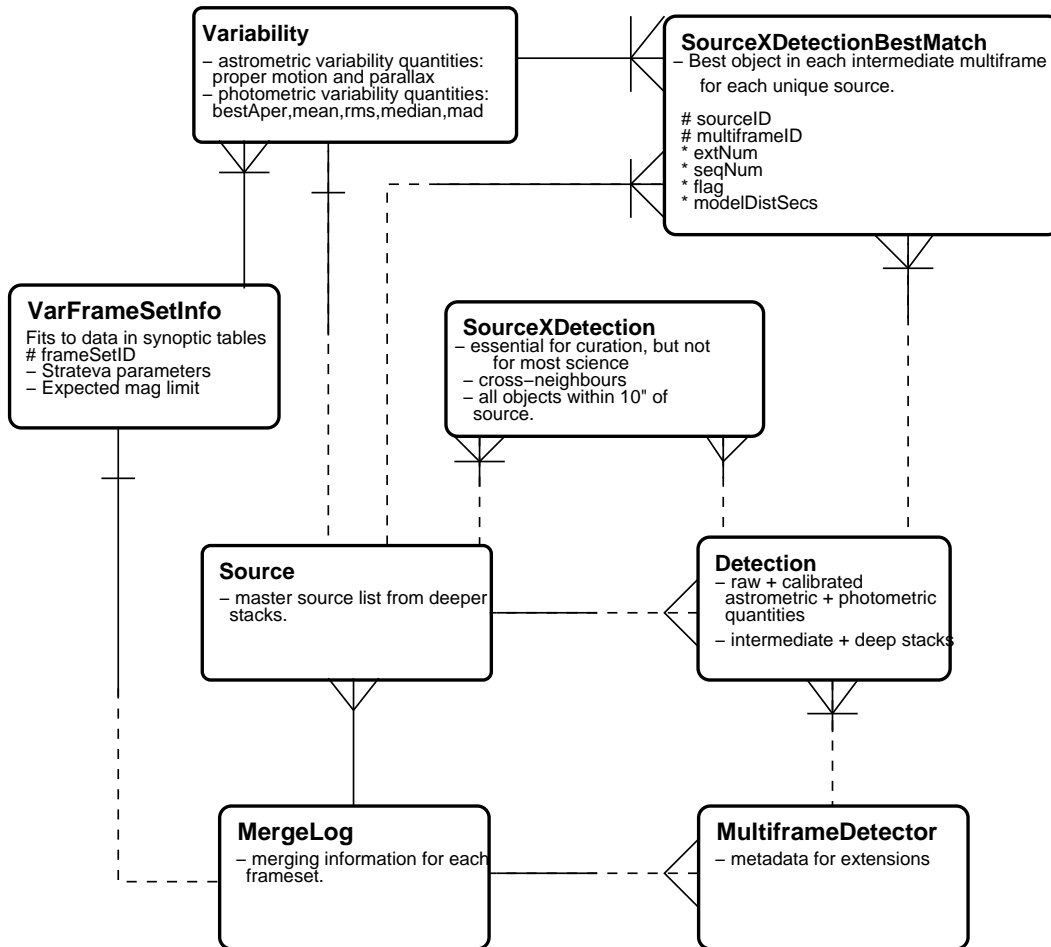 Variability
– astrometric variability quantities:
proper motion and parallax
– photometric variability quantities:
bestAper,mean,rms,median,mad
SourceXDetectionBestMatch
– Best object in each intermediate multiframe
for each unique source.
# sourceID
# multiframeID
* extNum
* seqNum
* flag
* modelDistSecs
VarFrameSetInfo
Fits to data in synoptic tables
# frameSetID
– Strateva parameters
– Expected mag limit
SourceXDetection
– essential for curation, but not
for most science
– cross–neighbours
– all objects within 10" of
source.
Source
– master source list from deeper
stacks.
Detection
– raw + calibrated
astrometric + photometric
quantities
– intermediate + deep stacks
MergeLog
– merging information for each
frameset.
MultiframeDetector
– metadata for extensions